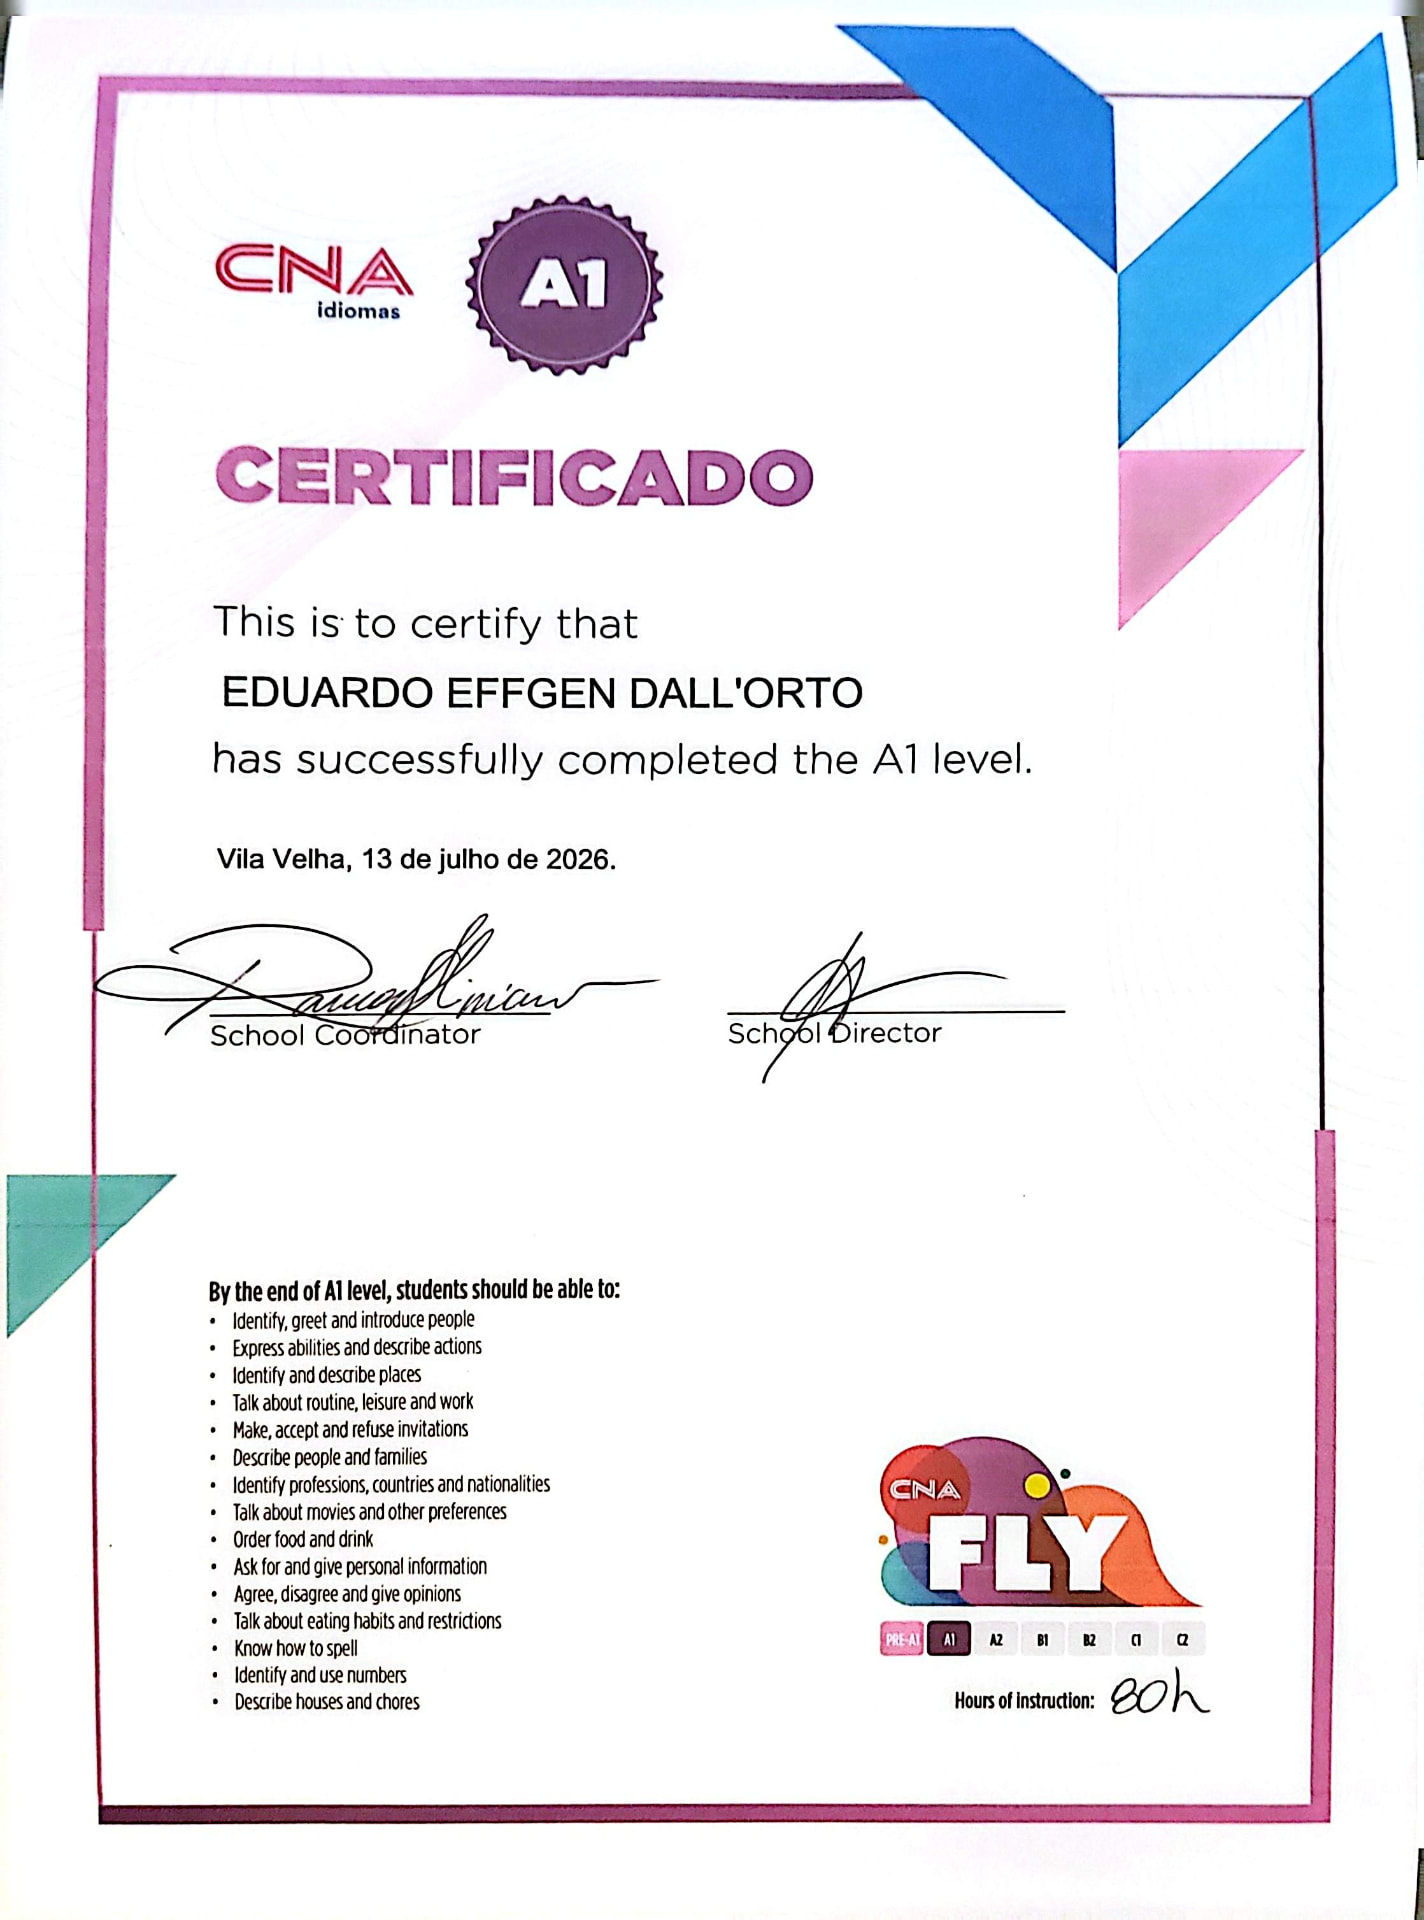 CNA
idiomas
A1
CERTIFICADO
This is to certify that
EDUARDO EFFGEN DALL'ORTO
has successfully completed the A1 level.
Vila Velha, 13 de julho de 2026.
School Coordinator
School Director
By the end of A1 level, students should be able to:
• Identify, greet and introduce people
• Express abilities and describe actions
• Identify and describe places
• Talk about routine, leisure and work
• Make, accept and refuse invitations
• Describe people and families
• Identify professions, countries and nationalities
• Talk about movies and other preferences
• Order food and drink
• Ask for and give personal information
• Agree, disagree and give opinions
• Talk about eating habits and restrictions
• Know how to spell
• Identify and use numbers
• Describe houses and chores
CNA
FLY
PRE-A1 A1 A2 B1 B2 C1 C2
Hours of instruction: 80h